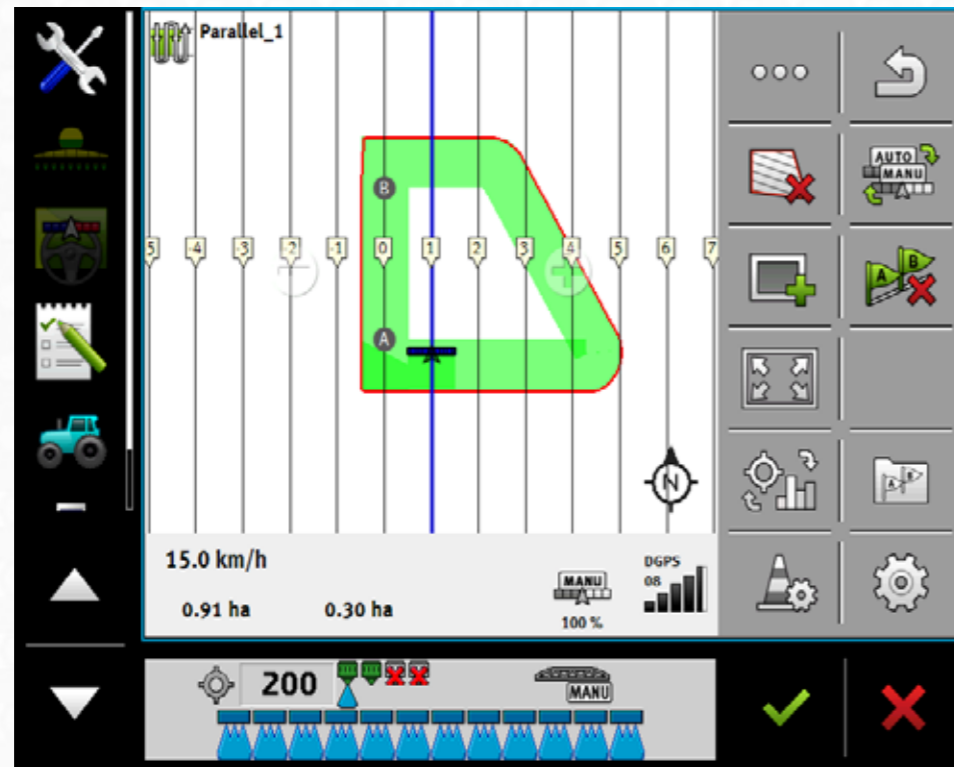 Parallel_1
AUTO
MANU
B
5 -4 -3 -2 -1 0 1 2 3 4 5 6 7
A B
A
N
A B
15.0 km/h
DGPS
08
MANU
0.91 ha 0.30 ha
100 %
200
MANU